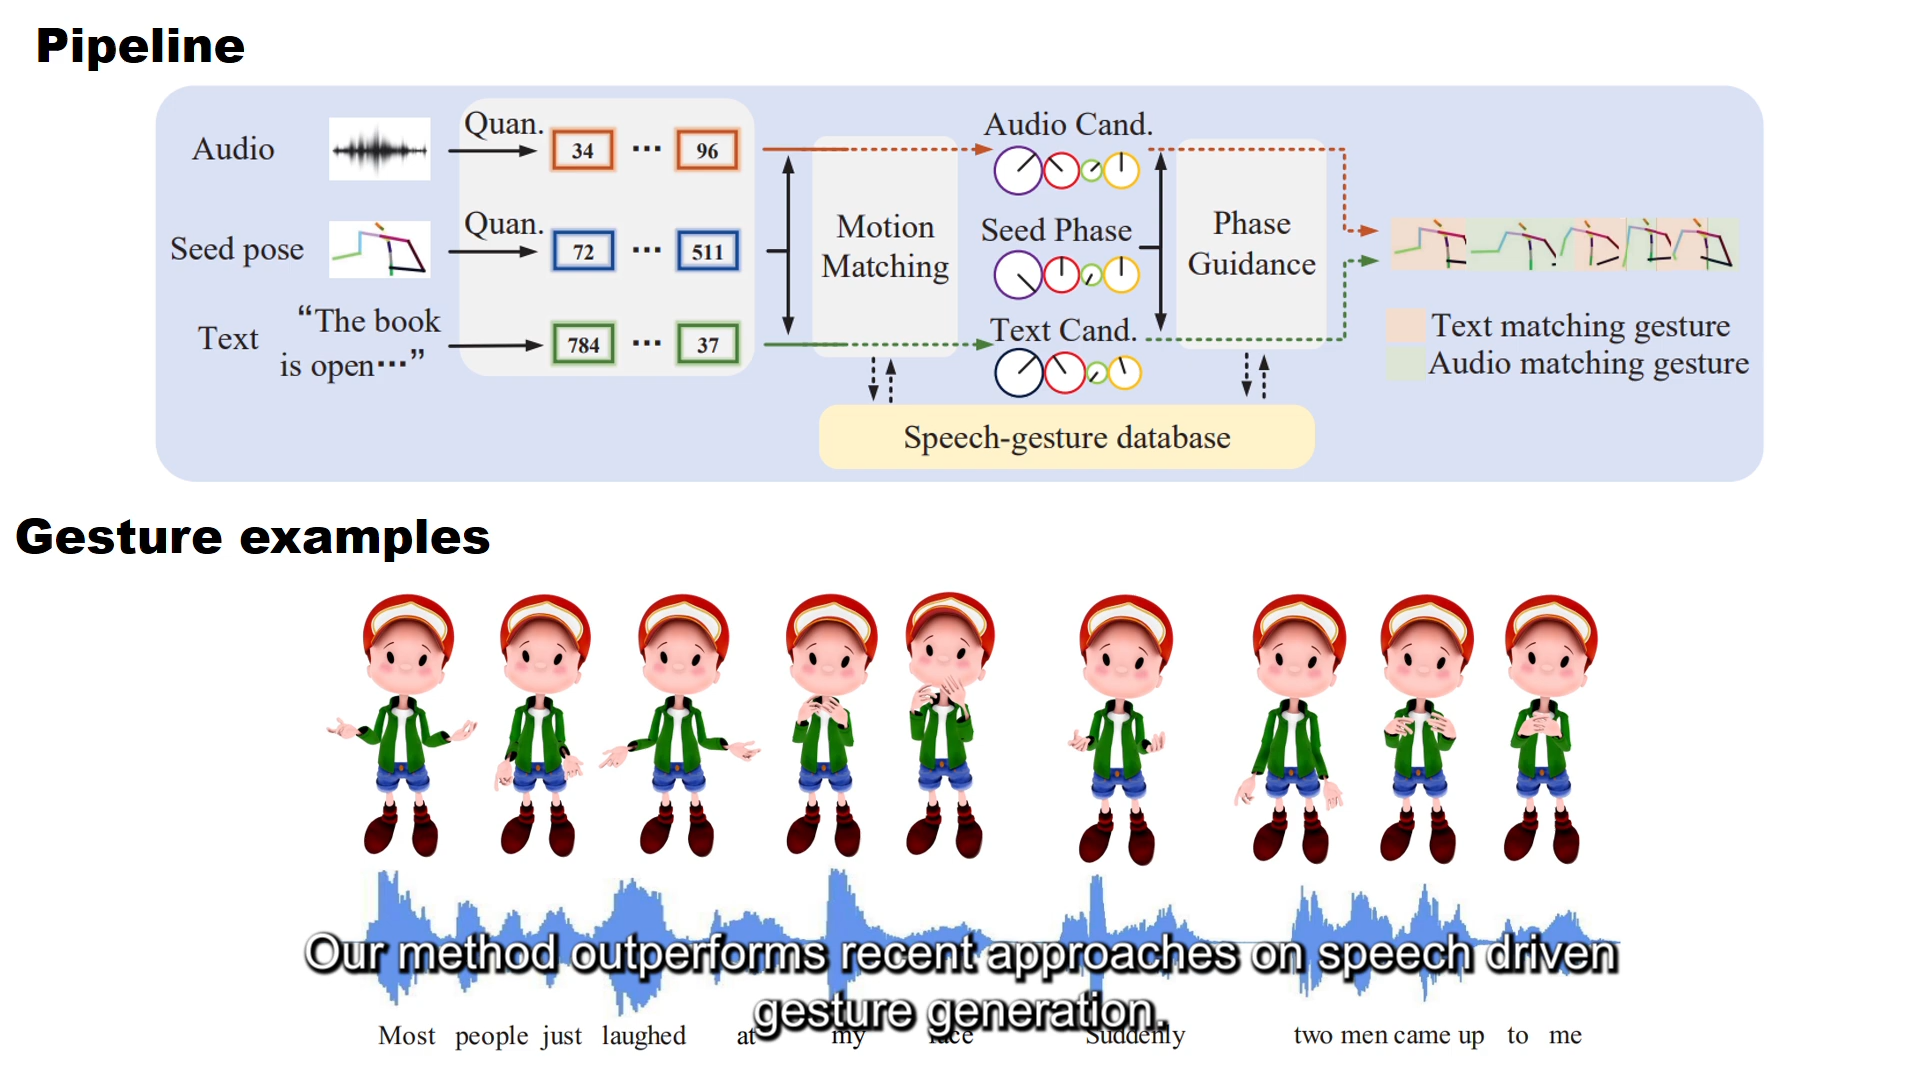 Pipeline
Audio
Quan.
34 ... 96
Seed pose
Quan.
72 ... 511
Text
“The book
is open...”
784 ... 37
Motion
Matching
Audio Cand.
Seed Phase
Text Cand.
Phase
Guidance
Speech-gesture database
Text matching gesture
Audio matching gesture
Gesture examples
Our method outperforms recent approaches on speech driven
gesture generation.
Most people just laughed at my face Suddenly two men came up to me